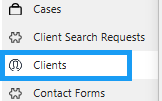 Cases
Client Search Requests
Clients
Contact Forms